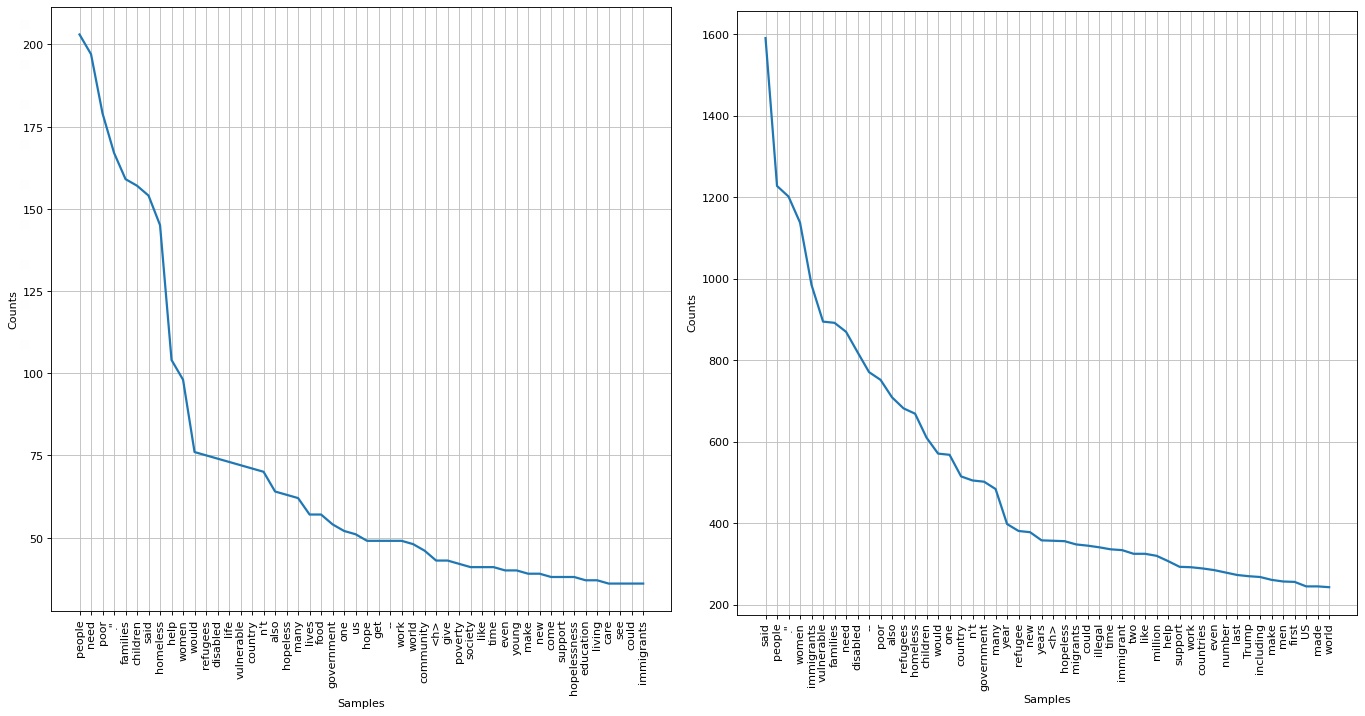 200
175
150
125
100
75
50
Counts
people
need
poor
"
families
children
said
homeless
help
women
would
refugees
disabled
life
vulnerable
country
n't
also
hopeless
many
lives
food
government
one
us
hope
get
–
work
world
community
<h>
give
poverty
society
like
time
even
young
make
new
come
support
hopelessness
education
living
care
see
could
immigrants
Samples
1600
1400
1200
1000
800
600
400
200
Counts
said
people
"
women
immigrants
vulnerable
families
need
disabled
–
poor
also
refugees
homeless
children
would
one
country
n't
government
many
year
refugee
new
years
<h>
hopeless
migrants
could
illegal
time
immigrant
two
like
million
help
support
work
countries
even
number
last
Trump
including
make
men
first
US
made
world
Samples